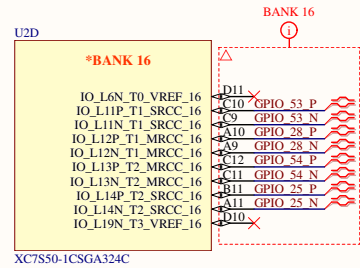 BANK 16
i
U2D
*BANK 16
IO_L6N_T0_VREF_16 D11
IO_L11P_T1_SRCC_16 C10 GPIO_53_P
IO_L11N_T1_SRCC_16 C9 GPIO_53_N
IO_L12P_T1_MRCC_16 A10 GPIO_28_P
IO_L12N_T1_MRCC_16 A9 GPIO_28_N
IO_L13P_T2_MRCC_16 C12 GPIO_54_P
IO_L13N_T2_MRCC_16 C11 GPIO_54_N
IO_L14P_T2_SRCC_16 B11 GPIO_25_P
IO_L14N_T2_SRCC_16 A11 GPIO_25_N
IO_L19N_T3_VREF_16 D10
XC7S50-1CSGA324C